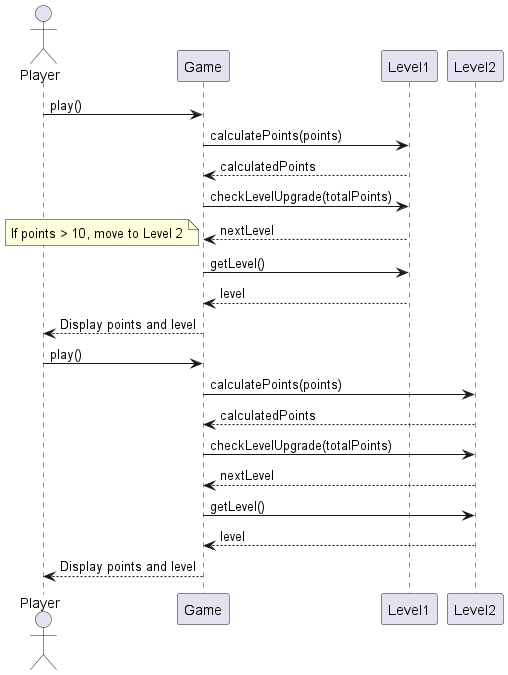 Player
Game
Level1
Level2
play()
calculatePoints(points)
calculatedPoints
checkLevelUpgrade(totalPoints)
nextLevel
If points > 10, move to Level 2
getLevel()
level
Display points and level
play()
calculatePoints(points)
calculatedPoints
checkLevelUpgrade(totalPoints)
nextLevel
getLevel()
level
Display points and level
Player
Game
Level1
Level2